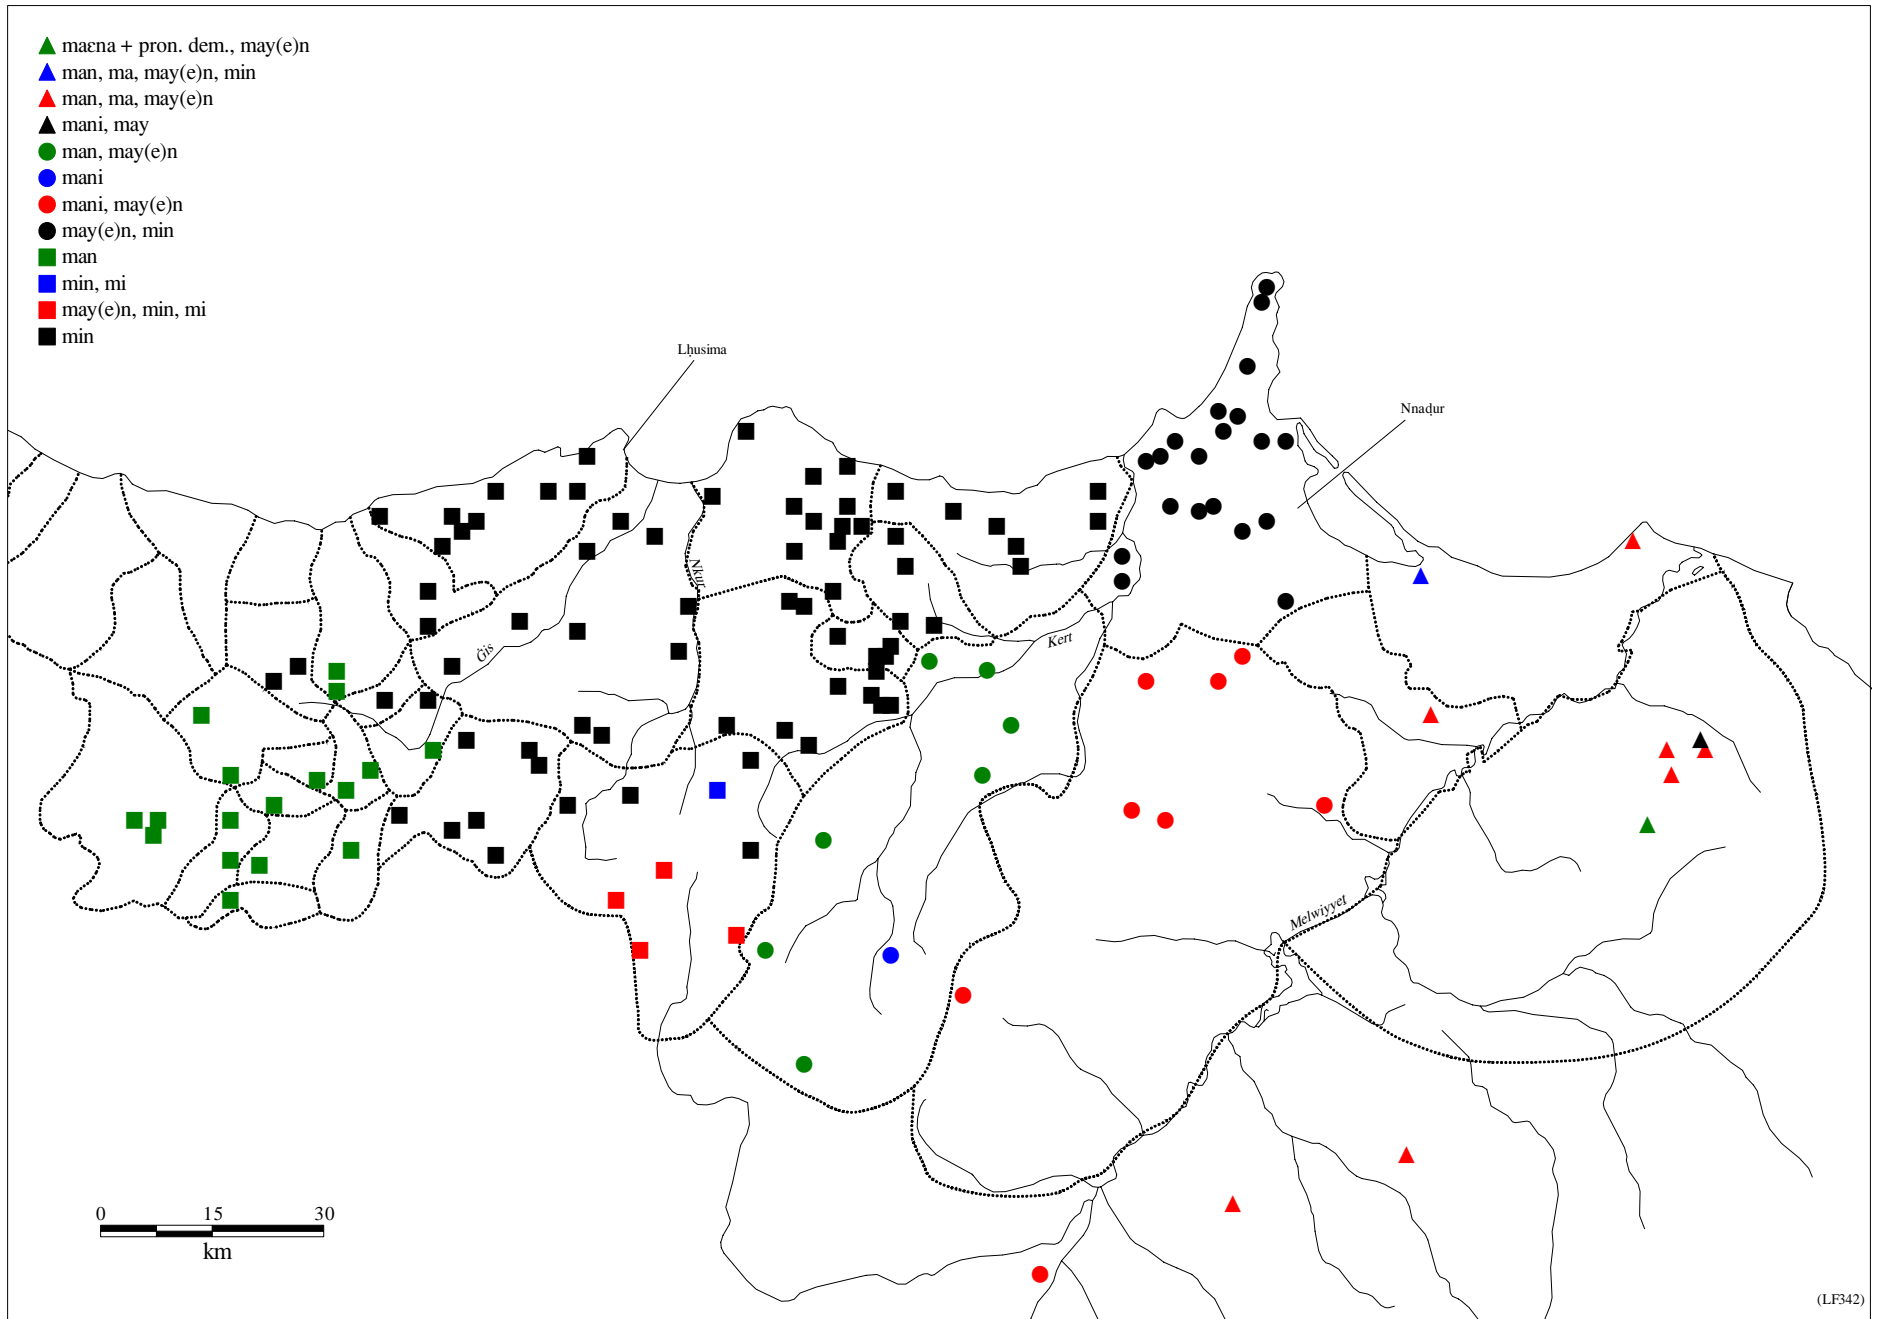 maɛna + pron. dem., may(e)n
man, ma, may(e)n, min
man, ma, may(e)n
mani, may
man, may(e)n
mani
mani, may(e)n
may(e)n, min
man
min, mi
may(e)n, min, mi
min
Lḥusima
Nnaḍur
Nkur
Ġis
Kert
Melwiyyet
0 15 30
km
(LF342)